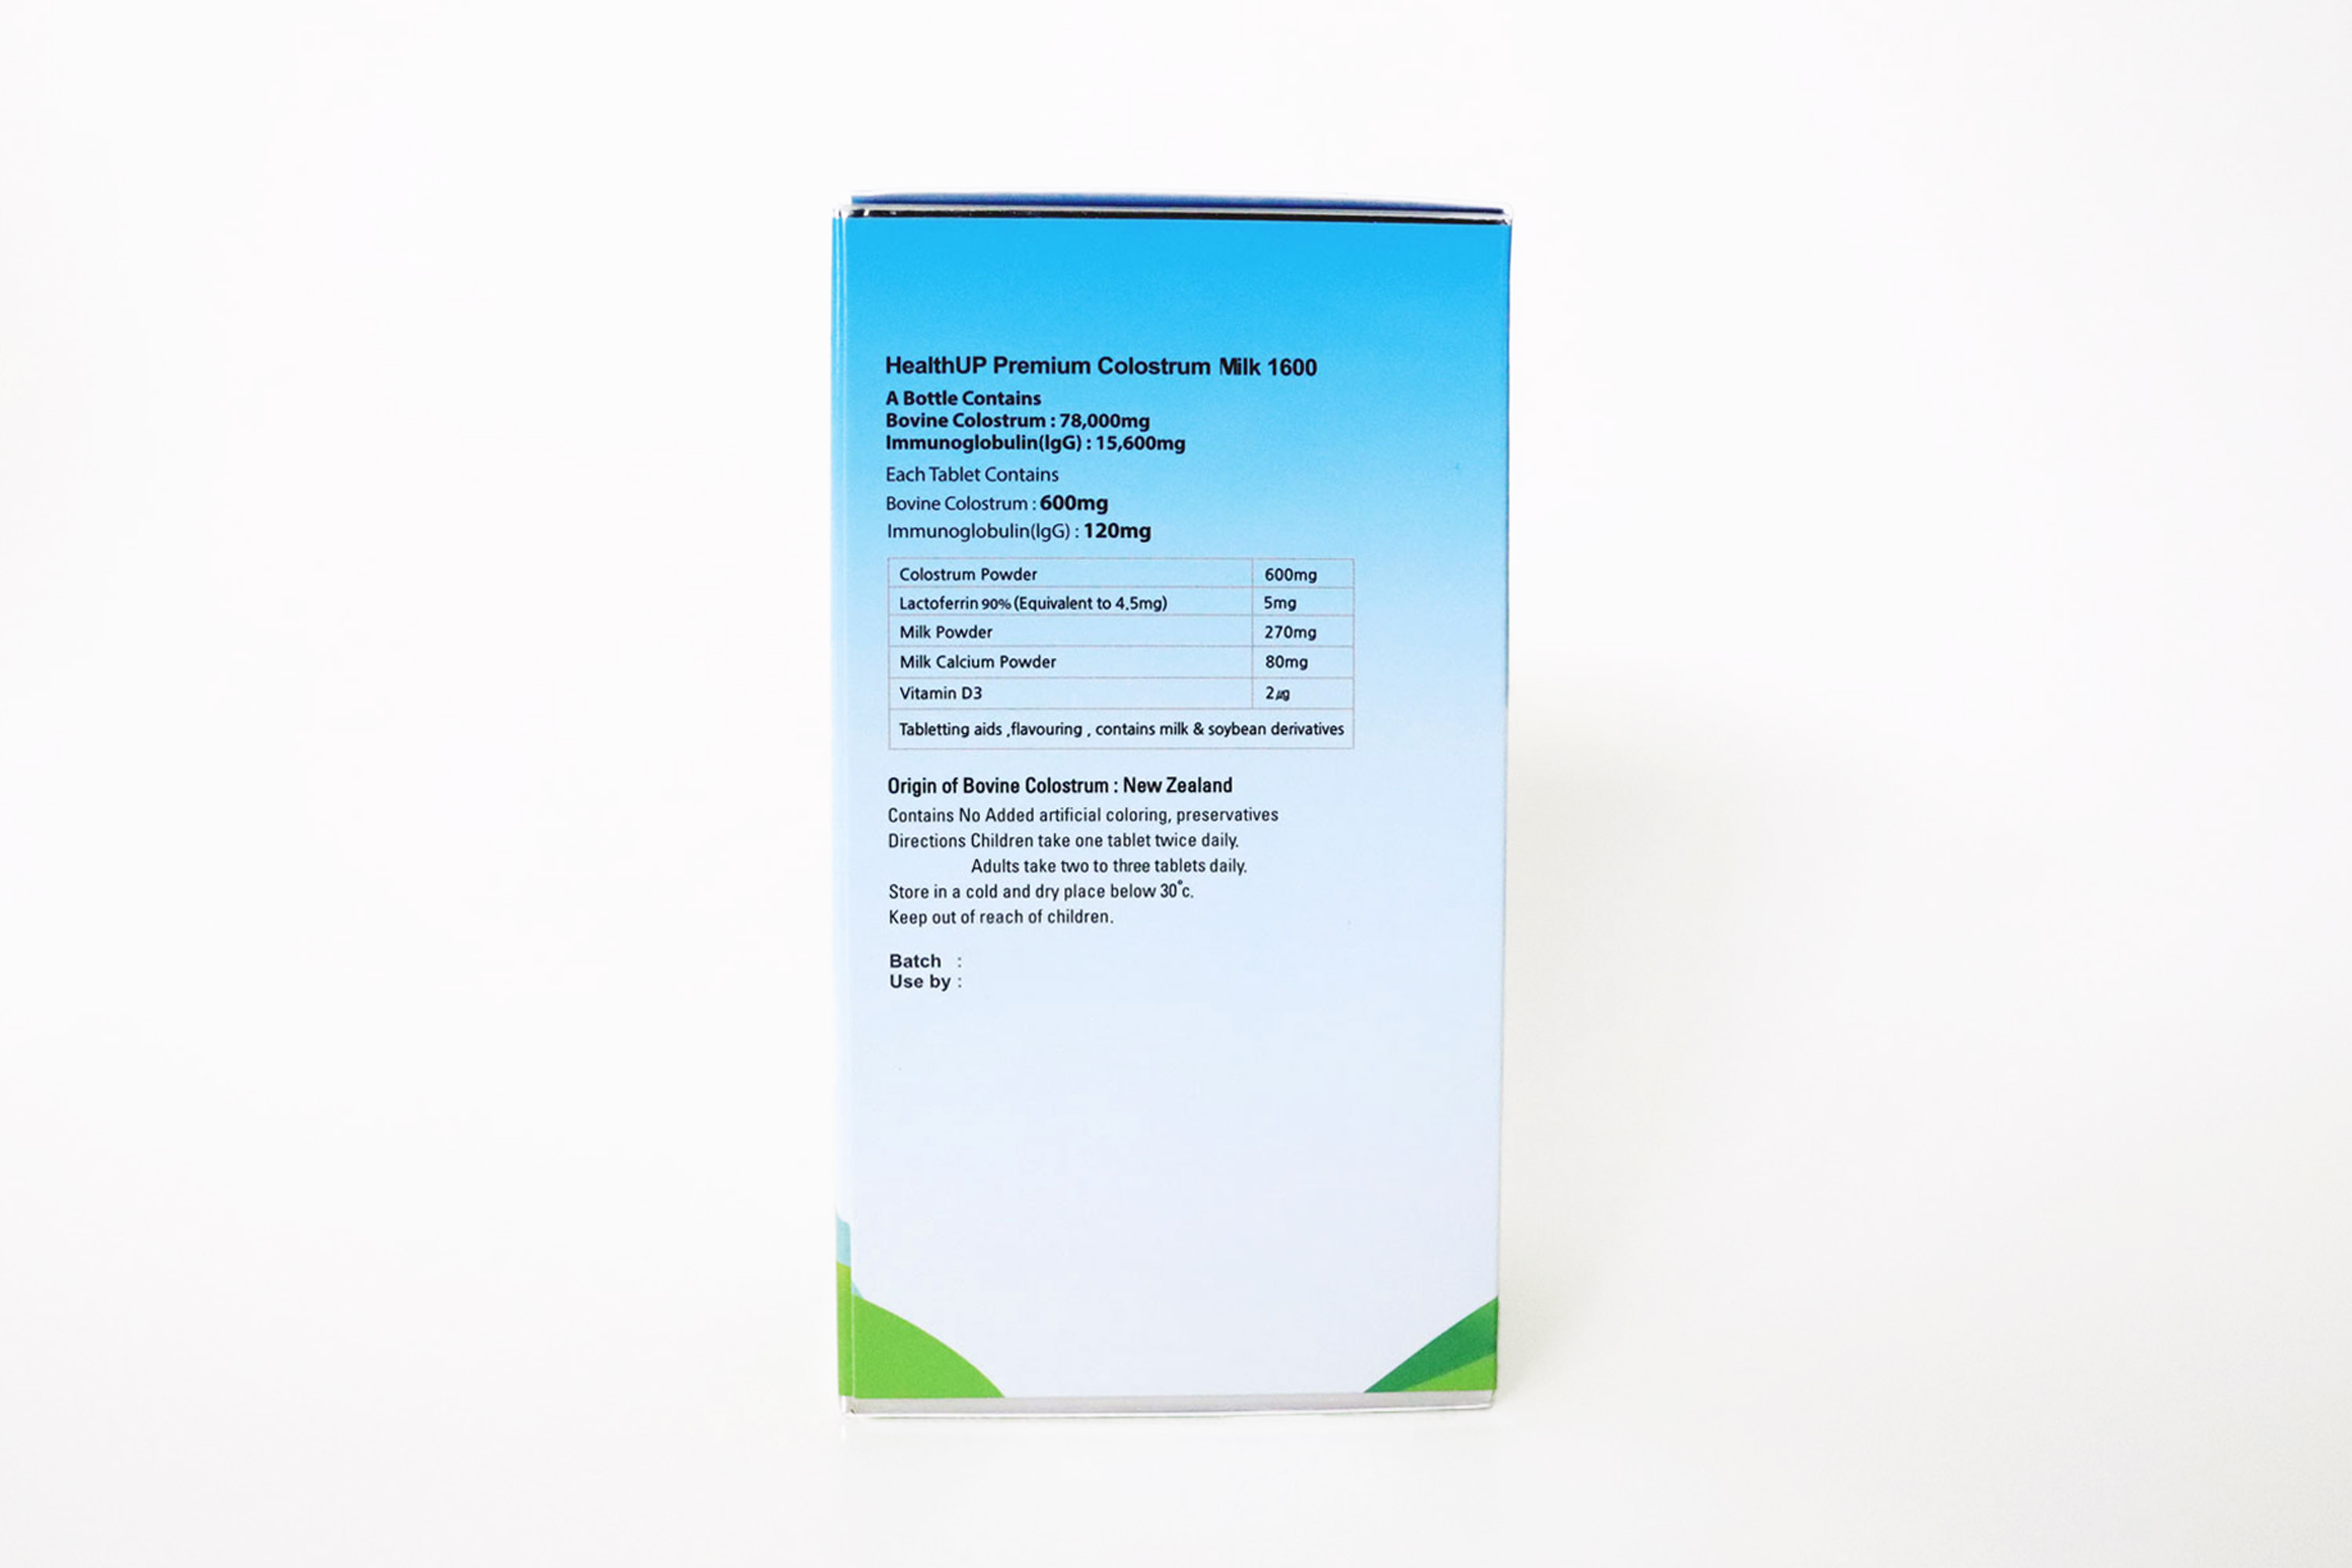 HealthUP Premium Colostrum Milk 1600
A Bottle Contains
Bovine Colostrum : 78,000mg
Immunoglobulin(lgG) : 15,600mg
Each Tablet Contains
Bovine Colostrum : 600mg
Immunoglobulin(lgG) : 120mg
Colostrum Powder 600mg
Lactoferrin 90% (Equivalent to 4.5mg) 5mg
Milk Powder 270mg
Milk Calcium Powder 80mg
Vitamin D3 2㎍
Tabletting aids ,flavouring , contains milk & soybean derivatives
Origin of Bovine Colostrum : New Zealand
Contains No Added artificial coloring, preservatives
Directions Children take one tablet twice daily.
Adults take two to three tablets daily.
Store in a cold and dry place below 30°c.
Keep out of reach of children.
Batch :
Use by :